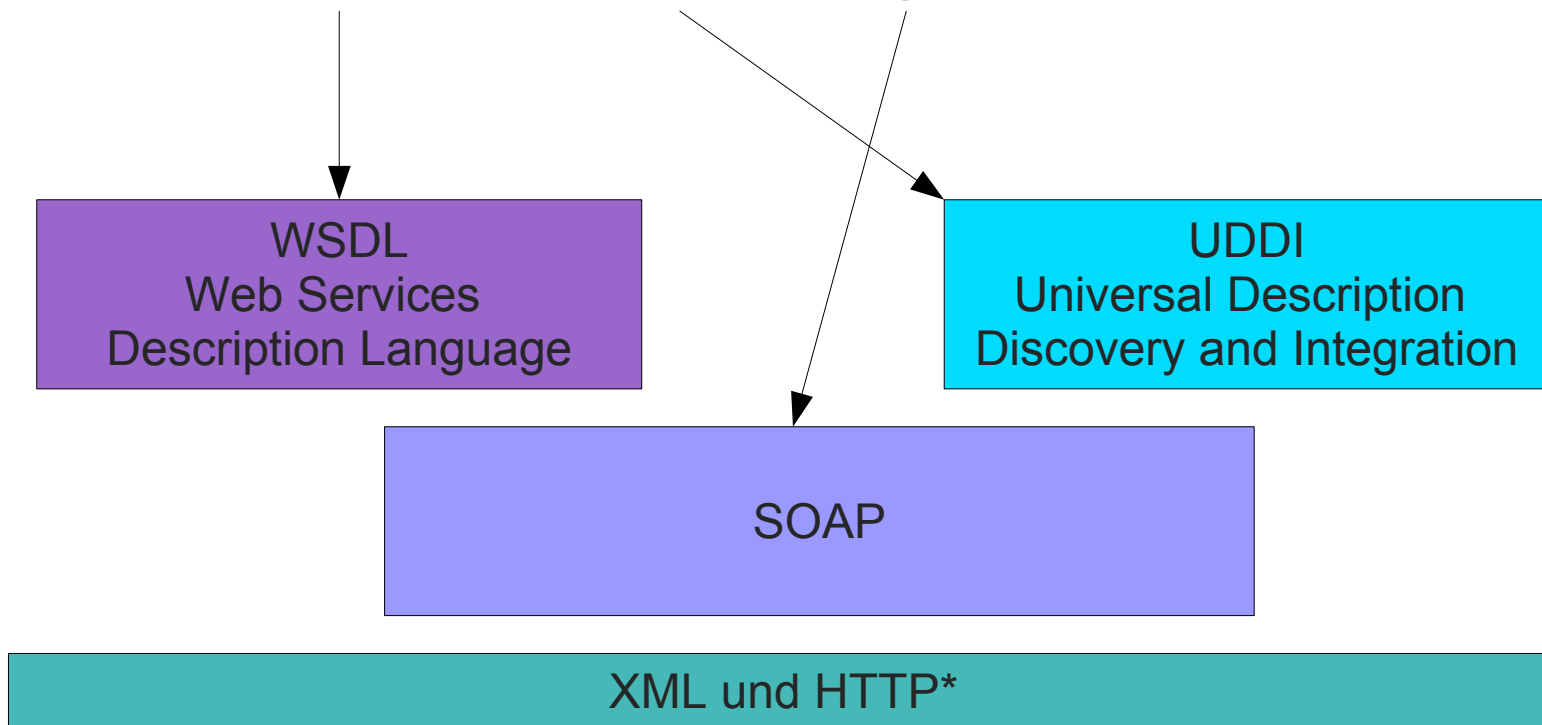 WSDL
Web Services
Description Language
UDDI
Universal Description
Discovery and Integration
SOAP
XML und HTTP*